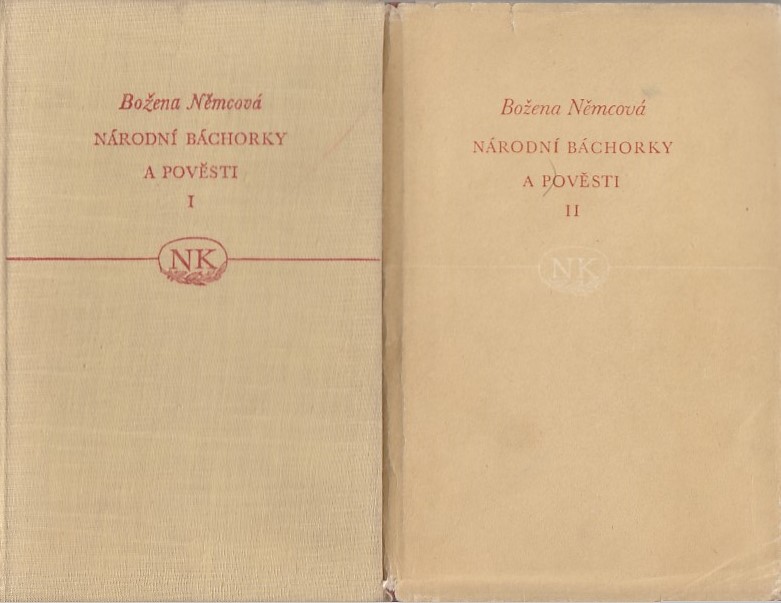 Božena Němcová
NÁRODNÍ BÁCHORKY
A POVĚSTI
I
NK
Božena Němcová
NÁRODNÍ BÁCHORKY
A POVĚSTI
II
NK